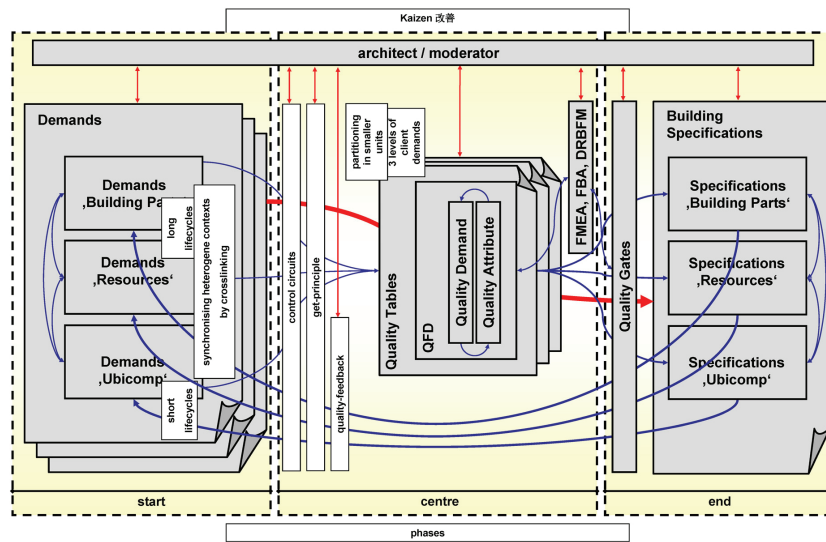 Kaizen 改善
architect / moderator
Demands
Demands
‚Building Pa
long
lifecycles
Demands
‚Resources‘
synchronising heterogene contexts
by crosslinking
Demands
‚Ubicomp‘
short
lifecycles
control circuits
get-principle
quality-feedback
partitioning
in smaller
units
3 levels of
client
demands
Quality Tables
QFD
Quality Demand
Quality Attribute
FMEA, FBA, DRBFM
Quality Gates
Building
Specifications
Specifications
‚Building Parts‘
Specifications
‚Resources‘
Specifications
‚Ubicomp‘
start
centre
end
phases